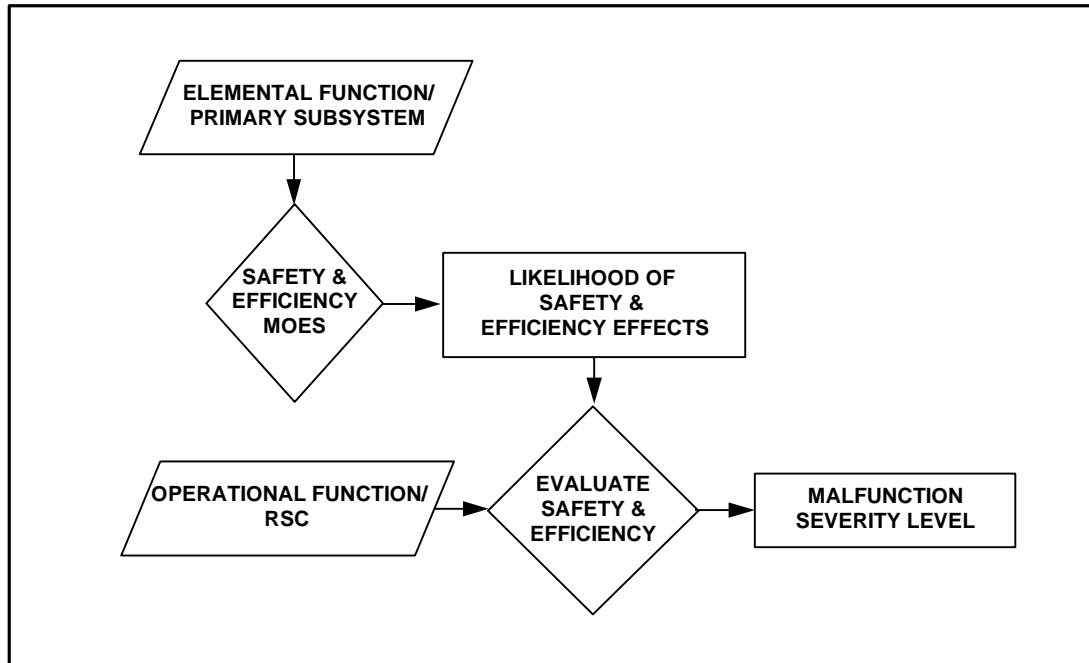 ELEMENTAL FUNCTION/
PRIMARY SUBSYSTEM
SAFETY &
EFFICIENCY
MOES
LIKELIHOOD OF
SAFETY &
EFFICIENCY EFFECTS
OPERATIONAL FUNCTION/
RSC
EVALUATE
SAFETY &
EFFICIENCY
MALFUNCTION
SEVERITY LEVEL